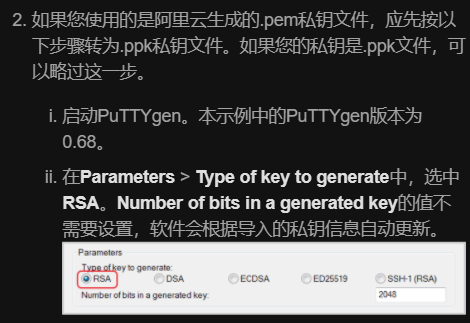 2. 如果您使用的是阿里云生成的.pem私钥文件，应先按以
下步骤转为.ppk私钥文件。如果您的私钥是.ppk文件，可
以略过这一步。
i. 启动PuTTYgen。本示例中的PuTTYgen版本为
0.68。
ii. 在Parameters > Type of key to generate中，选中
RSA。Number of bits in a generated key的值不
需要设置，软件会根据导入的私钥信息自动更新。
Parameters
Type of key to generate:
RSA DSA ECDSA ED25519 SSH-1 (RSA)
Number of bits in a generated key: 2048